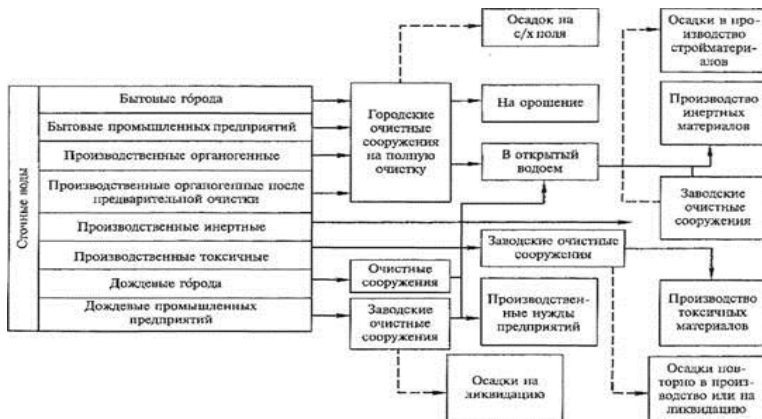 Сточные воды
Бытовые города
Бытовые промышленных предприятий
Производственные органогенные
Производственные органогенные после
предварительной очистки
Производственные инертные
Производственные токсичные
Дождевые города
Дождевые промышленных
предприятий
Городские
очистные
сооружения
на полную
очистку
Очистные
сооружения
Заводские
очистные
сооружения
Осадок на
с/х поля
На орошение
В открытый
водоем
Заводские очистные
сооружения
Производствен-
ные нужды
предприятий
Осадки на
ликвидацию
Осадки в про-
изводство
стройматери-
алов
Производство
инертных
материалов
Заводские
очистные
сооружения
Производство
токсичных
материалов
Осадки пов-
торно в произ-
водство или на
ликвидацию